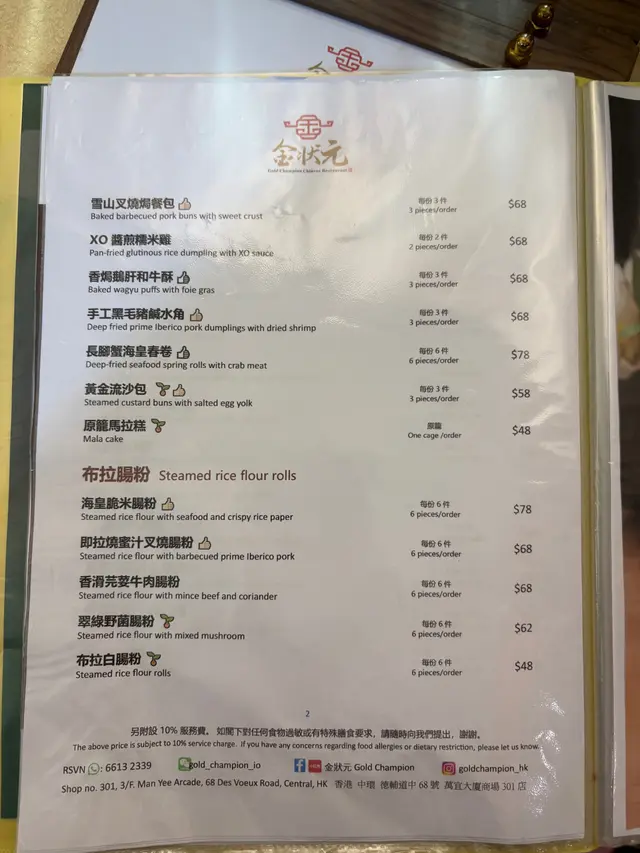 金
金狀元
Gold Champion Chinese Restaurant
雪山叉燒焗餐包 每份 3 件
Baked barbecued pork buns with sweet crust 3 pieces/order $68
XO 醬煎糯米雞 每份 2 件
Pan-fried glutinous rice dumpling with XO sauce 2 pieces/order $68
香焗鵝肝和牛酥 每份 3 件
Baked wagyu puffs with foie gras 3 pieces/order $68
手工黑毛豬鹹水角 每份 3 件
Deep fried prime Iberico pork dumplings with dried shrimp 3 pieces/order $68
長腳蟹海皇春卷 每份 6 件
Deep-fried seafood spring rolls with crab meat 6 pieces/order $78
黃金流沙包 每份 3 件
Steamed custard buns with salted egg yolk 3 pieces/order $58
原籠馬拉糕 原籠
Mala cake One cage /order $48
布拉腸粉 Steamed rice flour rolls
海皇脆米腸粉 每份 6 件
Steamed rice flour with seafood and crispy rice paper 6 pieces/order $78
即拉燒蜜汁叉燒腸粉 每份 6 件
Steamed rice flour with barbecued prime Iberico pork 6 pieces/order $68
香滑芫荽牛肉腸粉 每份 6 件
Steamed rice flour with mince beef and coriander 6 pieces/order $68
翠綠野菌腸粉 每份 6 件
Steamed rice flour with mixed mushroom 6 pieces/order $62
布拉白腸粉 每份 6 件
Steamed rice flour rolls 6 pieces/order $48
2
另附設 10% 服務費。 如閣下對任何食物過敏或有特殊膳食要求，請隨時向我們提出，謝謝。
The above price is subject to 10% service charge. If you have any concerns regarding food allergies or dietary restriction, please let us know.
RSVN : 6613 2339 gold_champion_io 金狀元 Gold Champion goldchampion_hk
Shop no. 301, 3/F. Man Yee Arcade, 68 Des Voeux Road, Central, HK 香港 中環 德輔道中 68 號 萬宜大廈商場 301 店